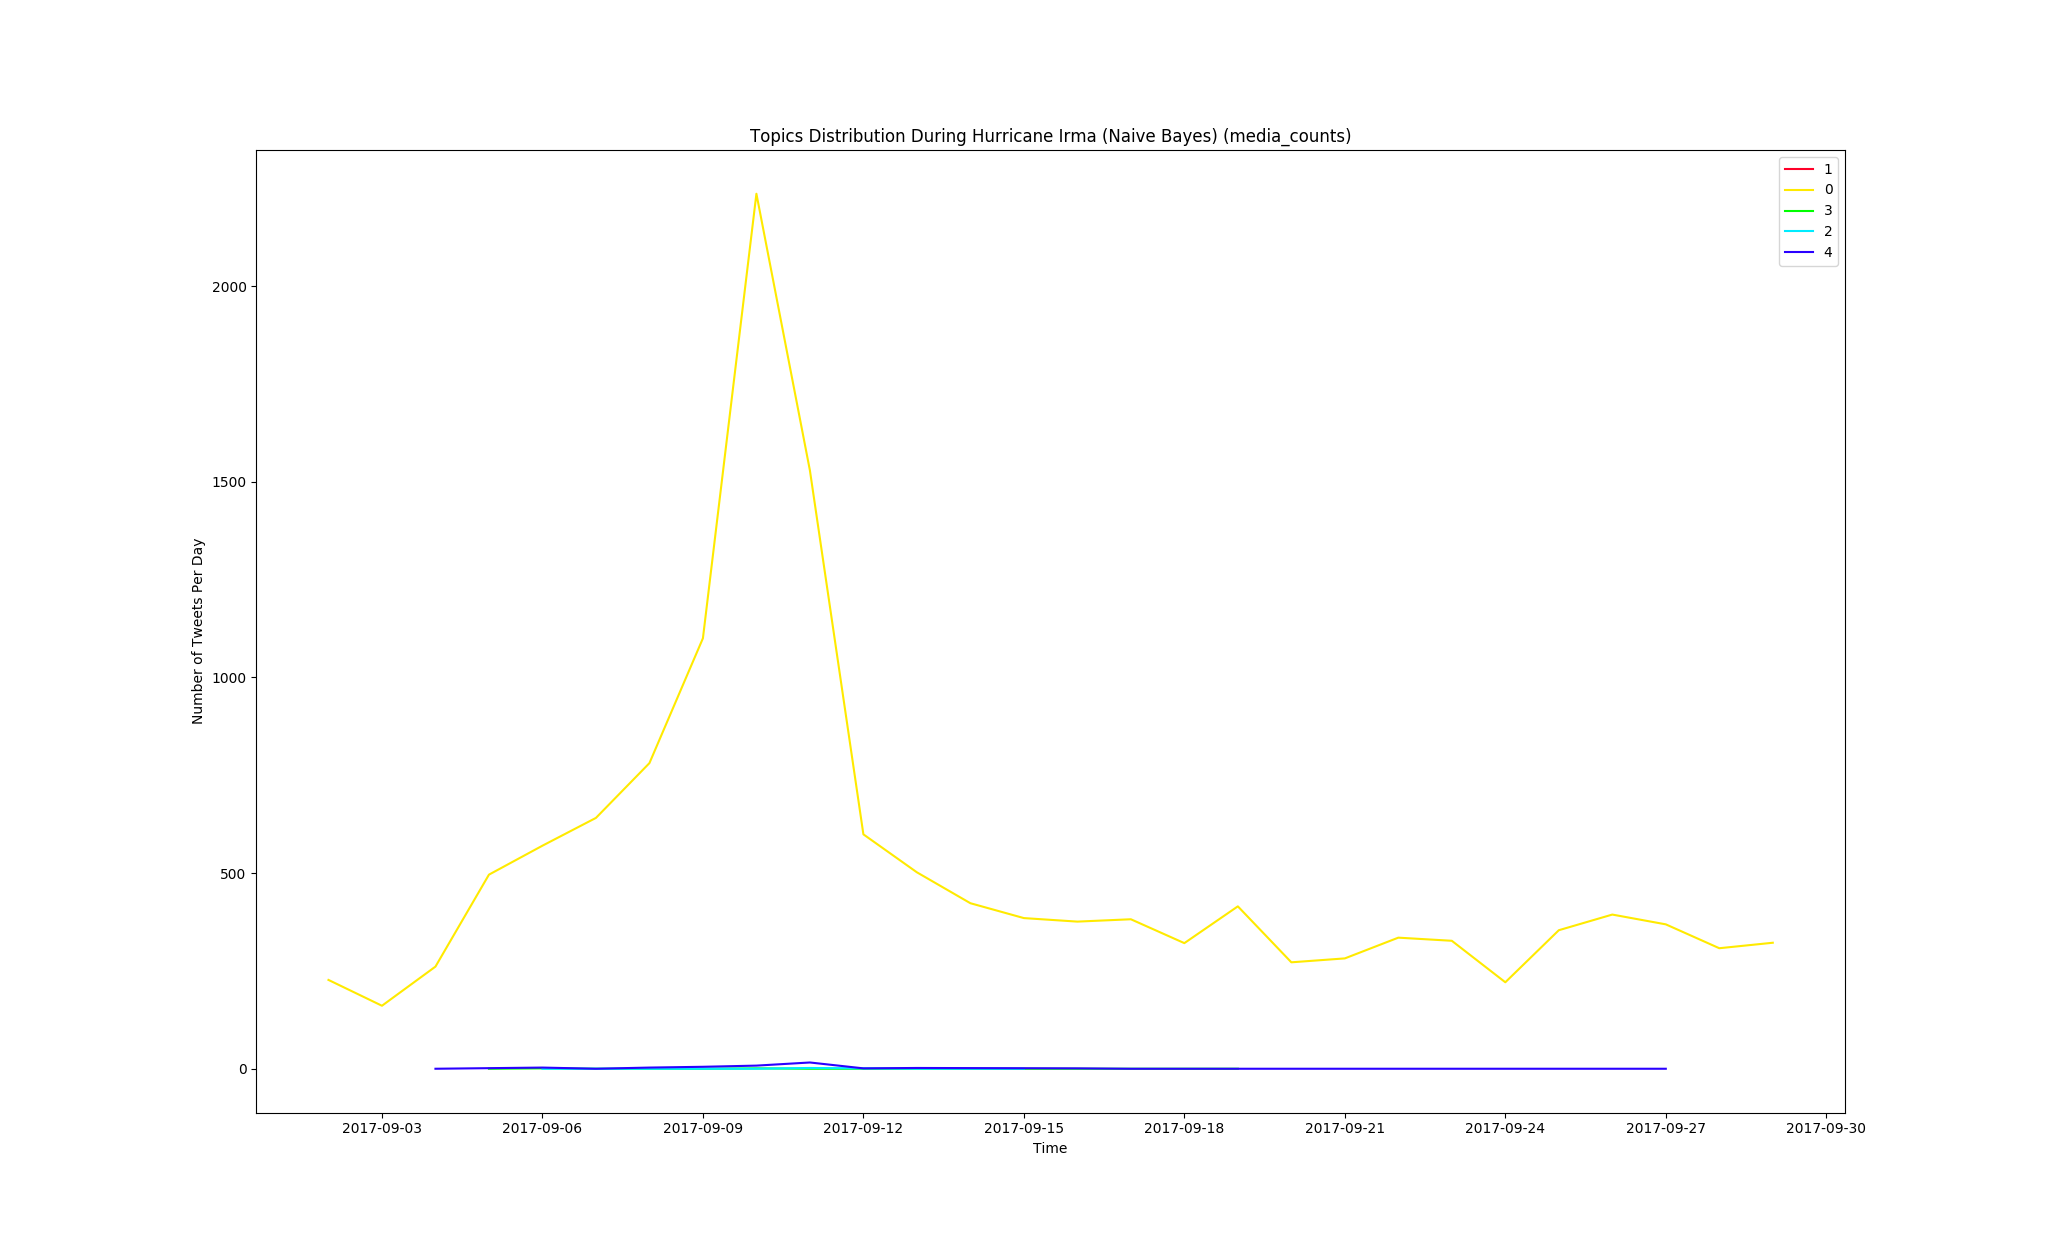 Topics Distribution During Hurricane Irma (Naive Bayes) (media_counts)
1
0
3
2
4
2000
1500
1000
500
0
Number of Tweets Per Day
2017-09-03 2017-09-06 2017-09-09 2017-09-12 2017-09-15 2017-09-18 2017-09-21 2017-09-24 2017-09-27 2017-09-30
Time